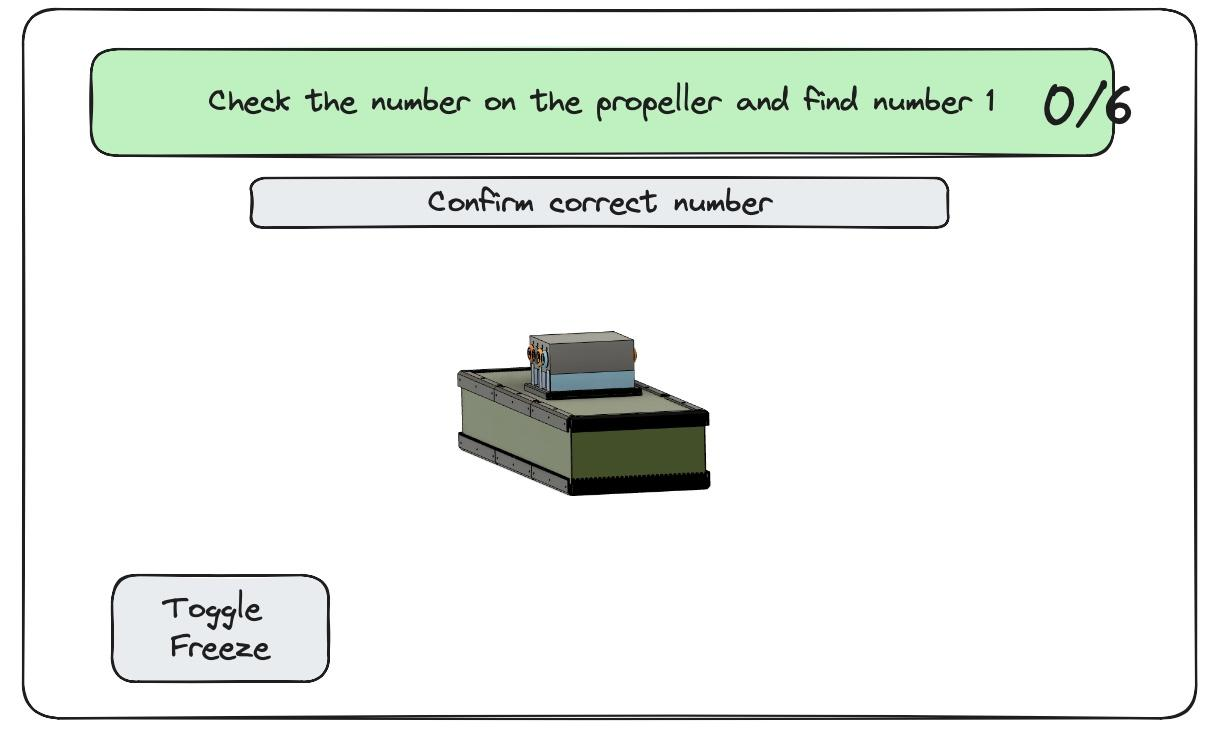 Check the number on the propeller and find number 1
0/6
Confirm correct number
Toggle
Freeze